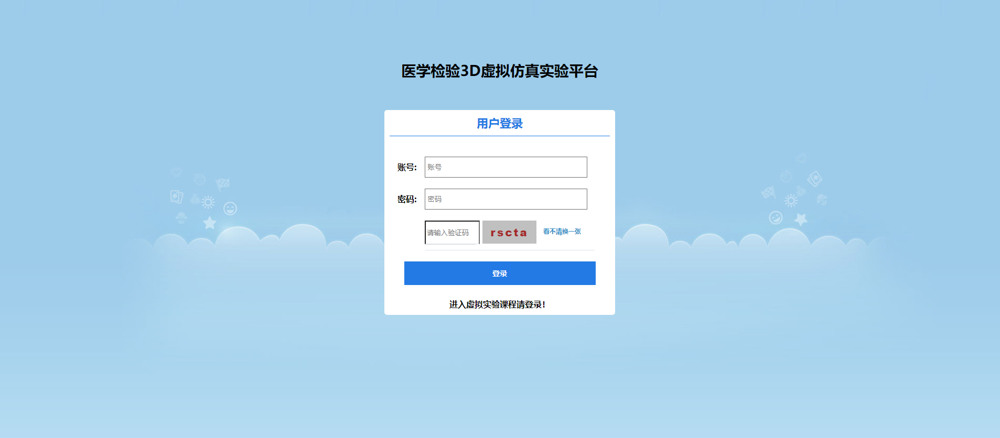 医学检验3D虚拟仿真实验平台
用户登录
账号: 账号
密码: 密码
请输入验证码 rscta 看不清换一张
登录
进入虚拟实验课程请登录!